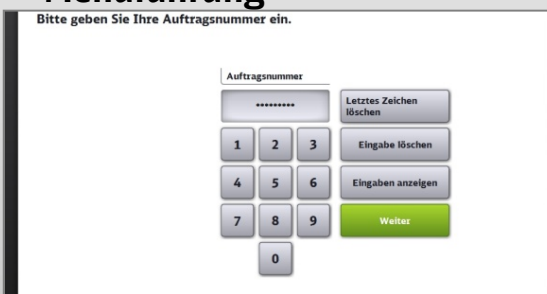 Menüführung
Bitte geben Sie Ihre Auftragsnummer ein.
Auftragsnummer
•••••••••
Letztes Zeichen
löschen
1 2 3 Eingabe löschen
4 5 6 Eingaben anzeigen
7 8 9 Weiter
0